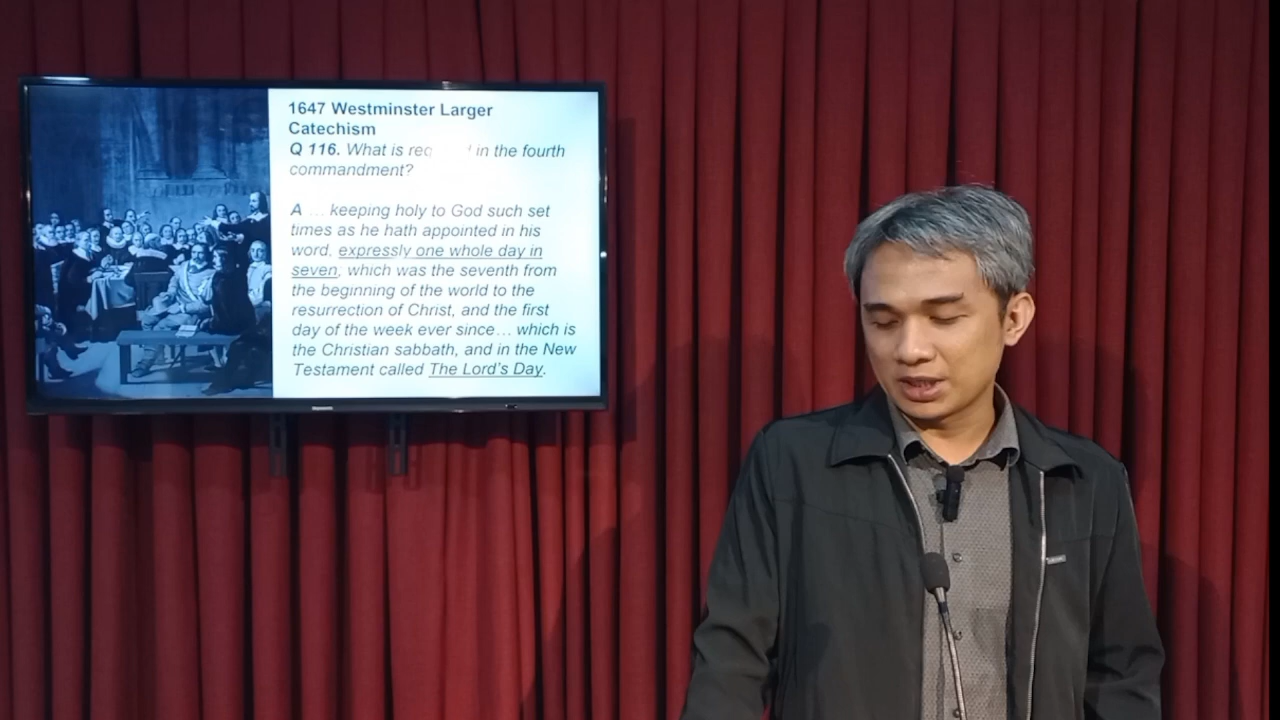 1647 Westminster Larger
Catechism
Q 116. What is req in the fourth
commandment?
A ... keeping holy to God such set
times as he hath appointed in his
word, expressly one whole day in
seven, which was the seventh from
the beginning of the world to the
resurrection of Christ, and the first
day of the week ever since... which is
the Christian sabbath, and in the New
Testament called The Lord's Day.